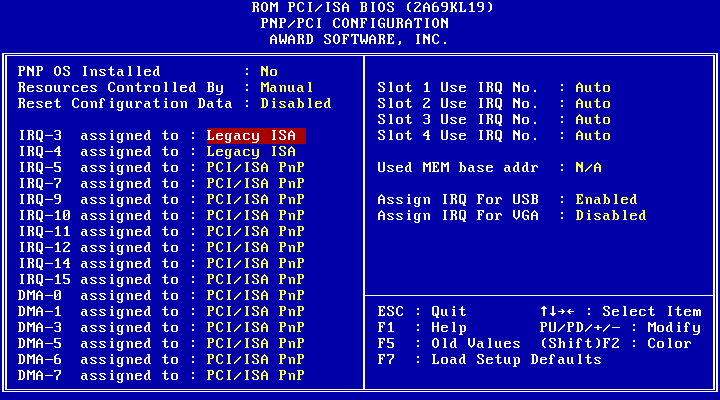 ROM PCI/ISA BIOS (2A69KL19)
PNP/PCI CONFIGURATION
AWARD SOFTWARE, INC.
PNP OS Installed : No
Resources Controlled By : Manual
Reset Configuration Data : Disabled
IRQ-3 assigned to : Legacy ISA
IRQ-4 assigned to : Legacy ISA
IRQ-5 assigned to : PCI/ISA PnP
IRQ-7 assigned to : PCI/ISA PnP
IRQ-9 assigned to : PCI/ISA PnP
IRQ-10 assigned to : PCI/ISA PnP
IRQ-11 assigned to : PCI/ISA PnP
IRQ-12 assigned to : PCI/ISA PnP
IRQ-14 assigned to : PCI/ISA PnP
IRQ-15 assigned to : PCI/ISA PnP
DMA-0 assigned to : PCI/ISA PnP
DMA-1 assigned to : PCI/ISA PnP
DMA-3 assigned to : PCI/ISA PnP
DMA-5 assigned to : PCI/ISA PnP
DMA-6 assigned to : PCI/ISA PnP
DMA-7 assigned to : PCI/ISA PnP
Slot 1 Use IRQ No. : Auto
Slot 2 Use IRQ No. : Auto
Slot 3 Use IRQ No. : Auto
Slot 4 Use IRQ No. : Auto
Used MEM base addr : N/A
Assign IRQ For USB : Enabled
Assign IRQ For VGA : Disabled
ESC : Quit ↑↓→← : Select Item
F1 : Help PU/PD/+/- : Modify
F5 : Old Values (Shift)F2 : Color
F7 : Load Setup Defaults